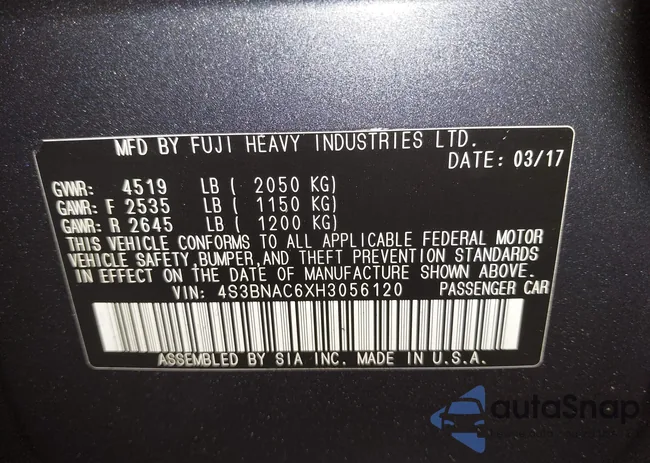 MFD BY FUJI HEAVY INDUSTRIES LTD.
DATE: 03/17
GVWR: 4519 LB ( 2050 KG)
GAWR: F 2535 LB ( 1150 KG)
GAWR: R 2645 LB ( 1200 KG)
THIS VEHICLE CONFORMS TO ALL APPLICABLE FEDERAL MOTOR
VEHICLE SAFETY,BUMPER,AND THEFT PREVENTION STANDARDS
IN EFFECT ON THE DATE OF MANUFACTURE SHOWN ABOVE.
VIN: 4S3BNAC6XH3056120 PASSENGER CAR
ASSEMBLED BY SIA INC. MADE IN U.S.A.
autaSnap